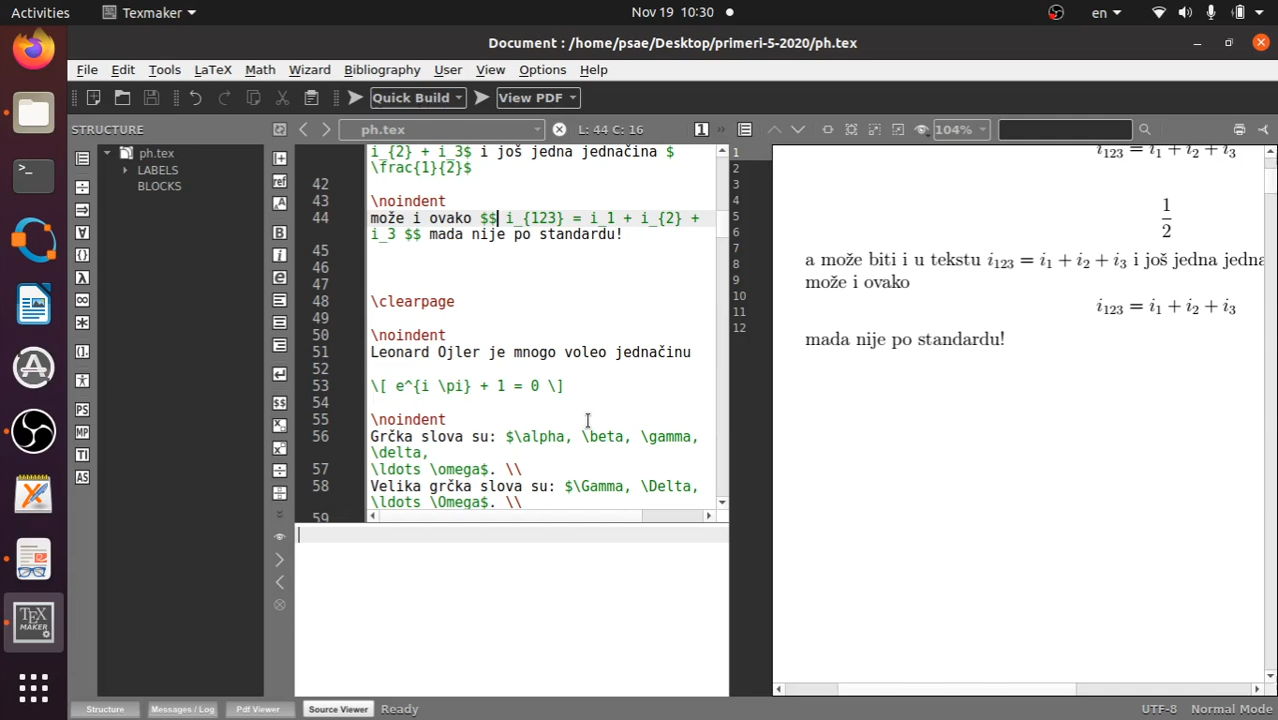 Activities Texmaker Nov 19 10:30 en
Document : /home/psae/Desktop/primeri-5-2020/ph.tex
File Edit Tools LaTeX Math Wizard Bibliography User View Options Help
Quick Build View PDF
STRUCTURE ph.tex L: 44 C: 16 1 104%
ph.tex
LABELS
BLOCKS
i_{2} + i_3$ i još jedna jednačina $
\frac{1}{2}$
42
43 \noindent
44 može i ovako $$ i_{123} = i_1 + i_{2} +
i_3 $$ mada nije po standardu!
45
46
47
48 \clearpage
49
50 \noindent
51 Leonard Ojler je mnogo voleo jednačinu
52
53 \[ e^{i \pi} + 1 = 0 \]
54
55 \noindent
56 Grčka slova su: $\alpha, \beta, \gamma,
\delta,
57 \ldots \omega$. \\
58 Velika grčka slova su: $\Gamma, \Delta,
\ldots \Omega$. \\
59
1
2
3
4
5
6
7
8
9
10
11
12
i₁₂₃ = i₁ + i₂ + i₃
1
2
a može biti i u tekstu i₁₂₃ = i₁ + i₂ + i₃ i još jedna jedna
može i ovako
i₁₂₃ = i₁ + i₂ + i₃
mada nije po standardu!
PS
MP
TI
AS
TEX
MAKER
Structure Messages / Log Pdf Viewer Source Viewer Ready UTF-8 Normal Mode